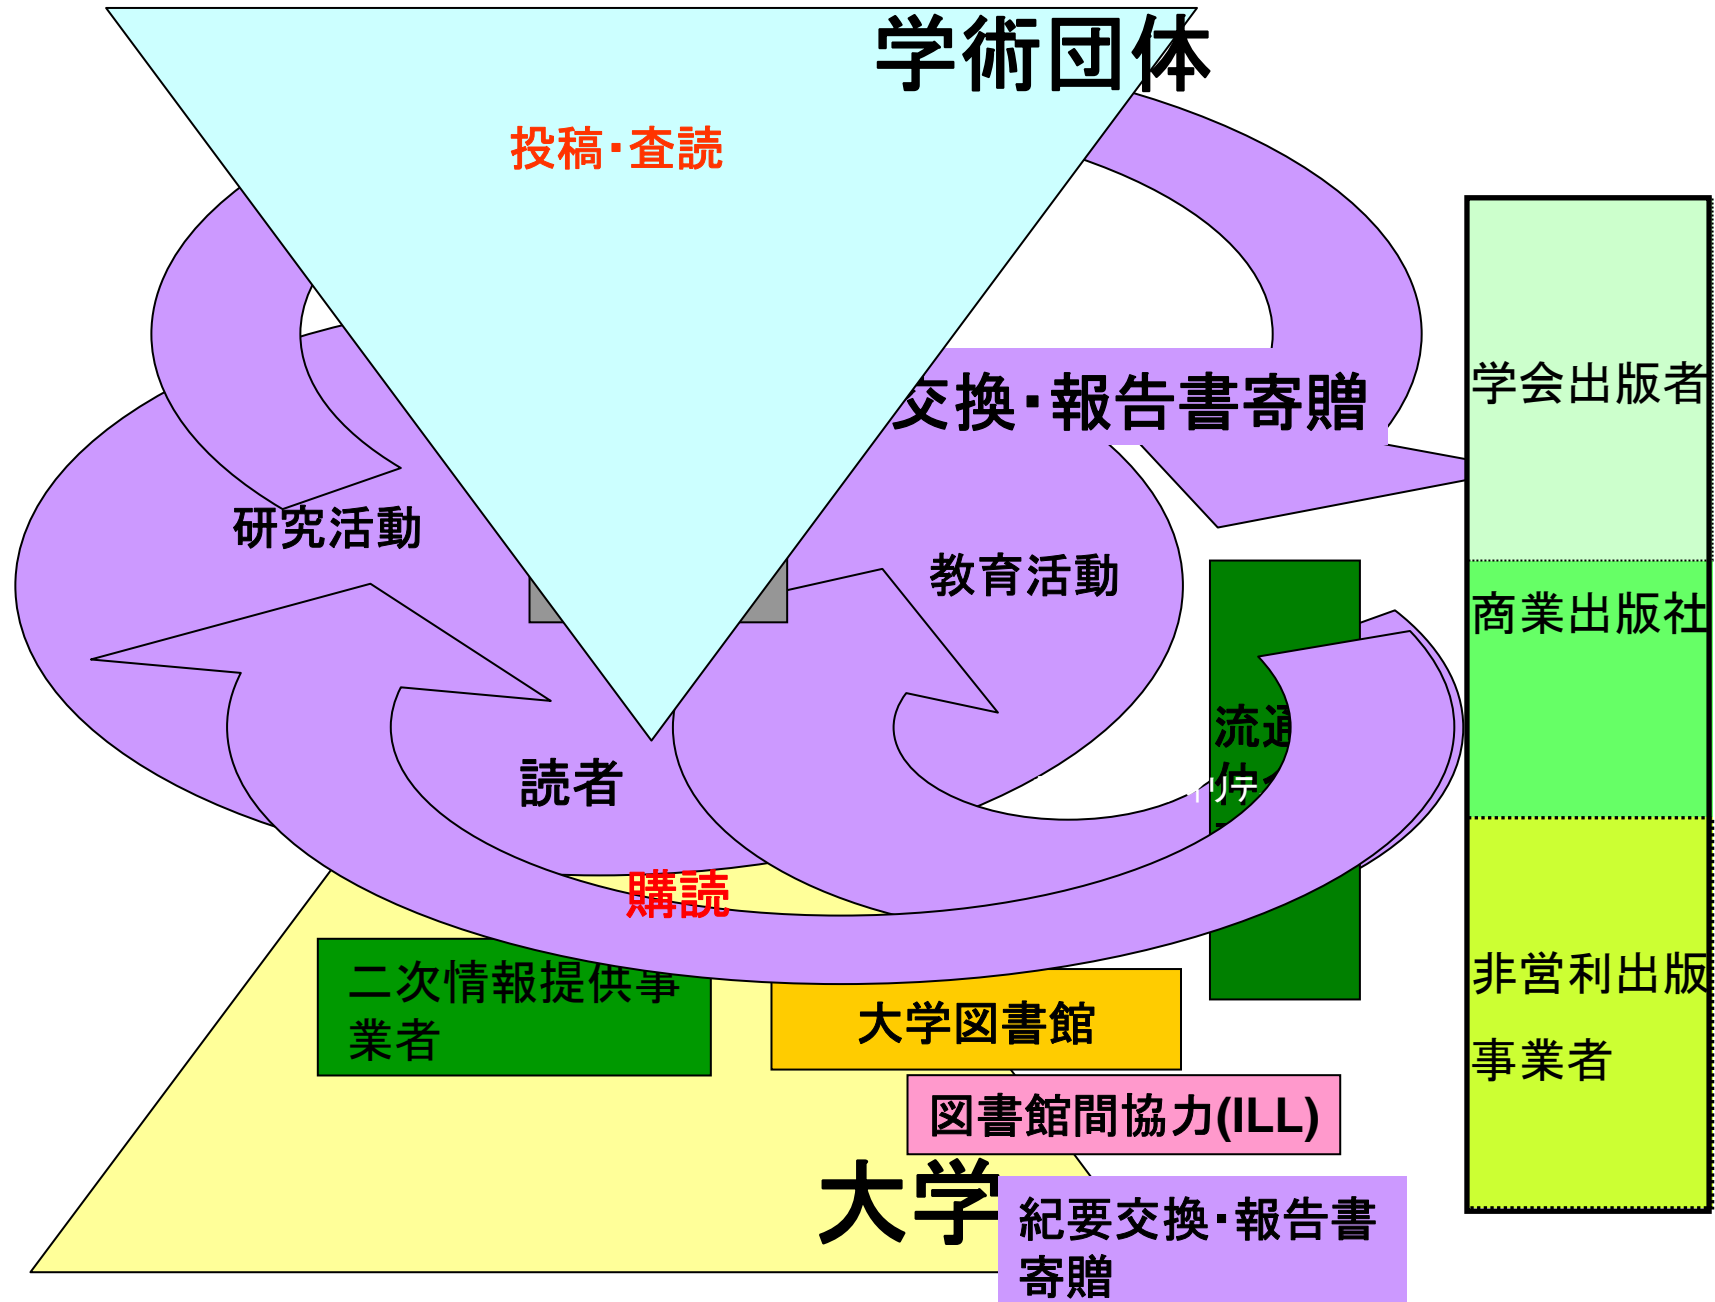 学術団体
投稿・査読
学会出版者
交換・報告書寄贈
研究活動
教育活動
商業出版社
流通
リテ
読者
購読
二次情報提供事
業者
大学図書館
非営利出版
事業者
図書館間協力(ILL)
大学
紀要交換・報告書
寄贈